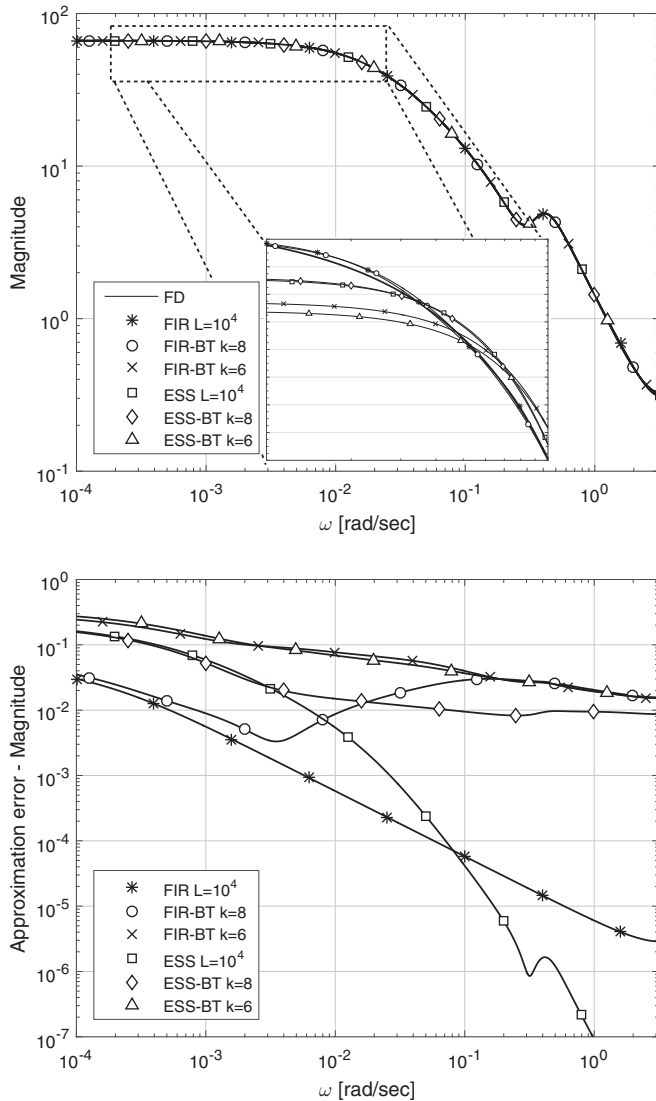 10^2
10^1
10^0
10^-1
Magnitude
FD
FIR L=10^4
FIR-BT k=8
FIR-BT k=6
ESS L=10^4
ESS-BT k=8
ESS-BT k=6
10^-4 10^-3 10^-2 10^-1 10^0
ω [rad/sec]
10^0
10^-1
10^-2
10^-3
10^-4
10^-5
10^-6
10^-7
Approximation error - Magnitude
FIR L=10^4
FIR-BT k=8
FIR-BT k=6
ESS L=10^4
ESS-BT k=8
ESS-BT k=6
10^-4 10^-3 10^-2 10^-1 10^0
ω [rad/sec]